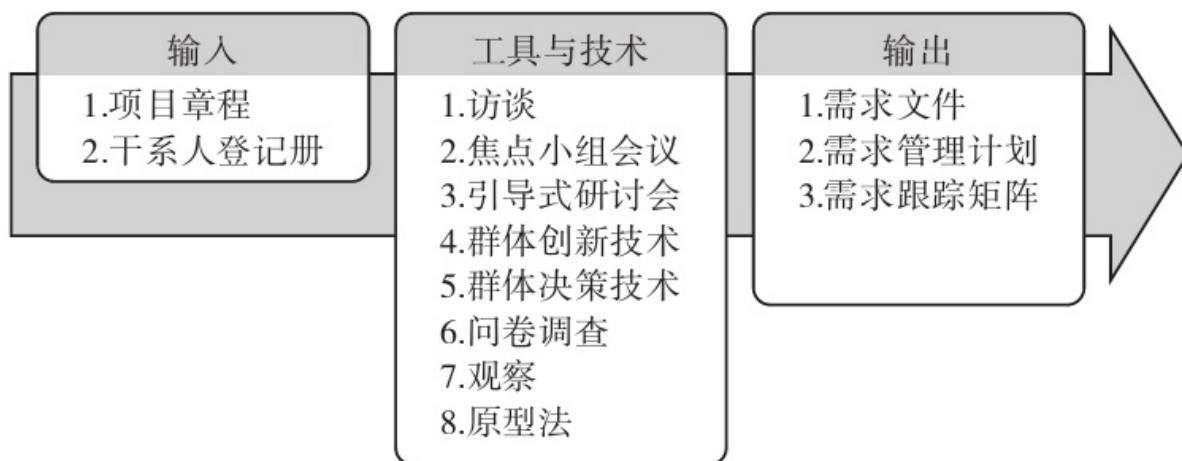 输入
1.项目章程
2.干系人登记册
工具与技术
1.访谈
2.焦点小组会议
3.引导式研讨会
4.群体创新技术
5.群体决策技术
6.问卷调查
7.观察
8.原型法
输出
1.需求文件
2.需求管理计划
3.需求跟踪矩阵